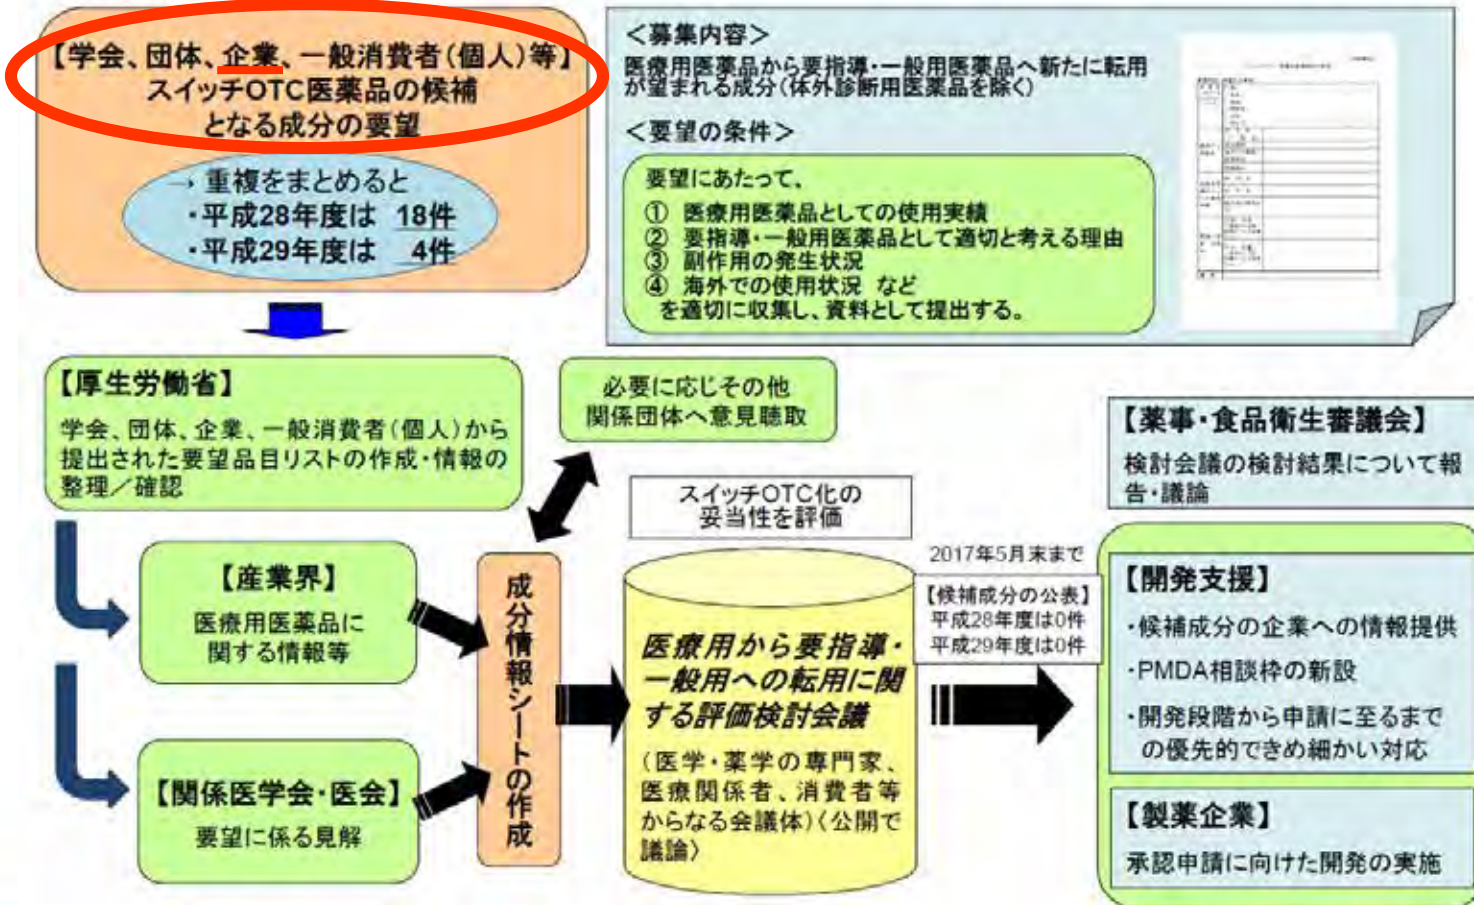 【学会、団体、企業、一般消費者(個人)等】
スイッチOTC医薬品の候補
となる成分の要望
→ 重複をまとめると
・平成28年度は 18件
・平成29年度は 4件
<募集内容>
医療用医薬品から要指導・一般用医薬品へ新たに転用
が望まれる成分(体外診断用医薬品を除く)
<要望の条件>
要望にあたって、
① 医療用医薬品としての使用実績
② 要指導・一般用医薬品として適切と考える理由
③ 副作用の発生状況
④ 海外での使用状況 など
を適切に収集し、資料として提出する。
【厚生労働省】
学会、団体、企業、一般消費者(個人)から
提出された要望品目リストの作成・情報の
整理/確認
必要に応じその他
関係団体へ意見聴取
【産業界】
医療用医薬品に
関する情報等
【関係医学会・医会】
要望に係る見解
成分情報シートの作成
スイッチOTC化の
妥当性を評価
医療用から要指導・
一般用への転用に関
する評価検討会議
(医学・薬学の専門家、
医療関係者、消費者等
からなる会議体)(公開で
議論)
2017年5月末まで
【候補成分の公表】
平成28年度は0件
平成29年度は0件
【薬事・食品衛生審議会】
検討会議の検討結果について報
告・議論
【開発支援】
・候補成分の企業への情報提供
・PMDA相談枠の新設
・開発段階から申請に至るまで
の優先的できめ細かい対応
【製薬企業】
承認申請に向けた開発の実施